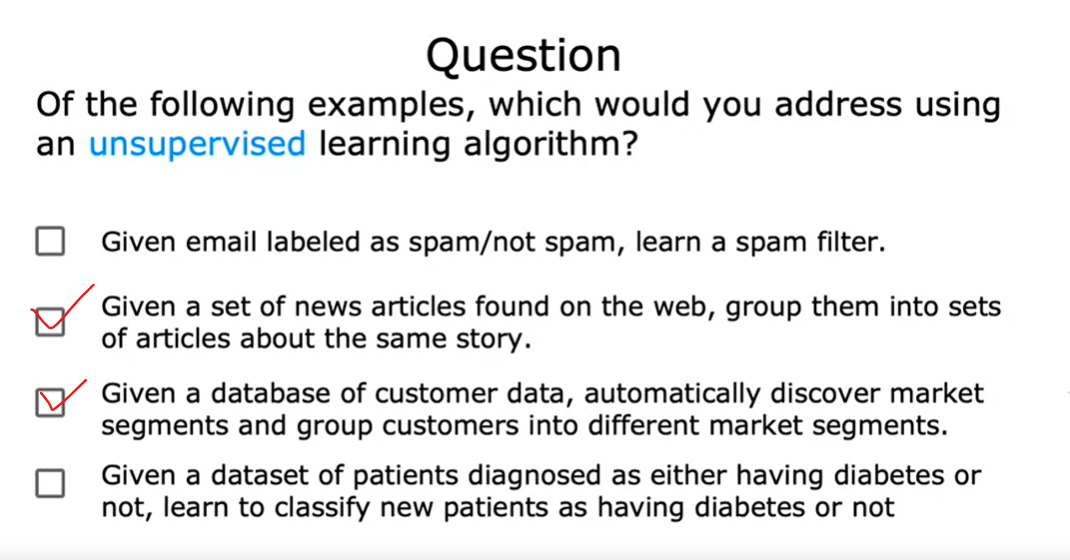 Question
Of the following examples, which would you address using
an unsupervised learning algorithm?
Given email labeled as spam/not spam, learn a spam filter.
Given a set of news articles found on the web, group them into sets
of articles about the same story.
Given a database of customer data, automatically discover market
segments and group customers into different market segments.
Given a dataset of patients diagnosed as either having diabetes or
not, learn to classify new patients as having diabetes or not